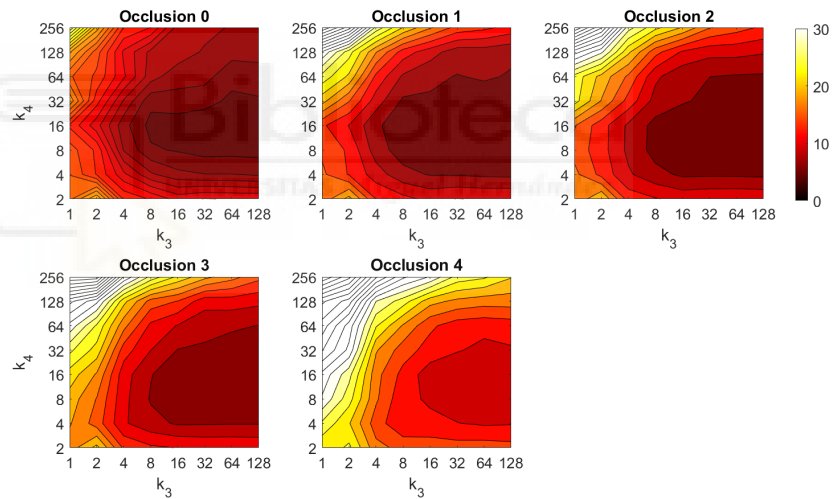 Occlusion 0 Occlusion 1 Occlusion 2
256 256 256 30
128 128 128
64 64 64 20
32 32 32
k4 16 16 16 10
8 8 8
4 4 4
2 2 2 0
1 2 4 8 16 32 64 128 1 2 4 8 16 32 64 128 1 2 4 8 16 32 64 128
k3 k3 k3
Biblioteca
UNIVERSITAS Miguel Hernández
Occlusion 3 Occlusion 4
256 256
128 128
64 64
32 32
k4 16 16
8 8
4 4
2 2
1 2 4 8 16 32 64 128 1 2 4 8 16 32 64 128
k3 k3